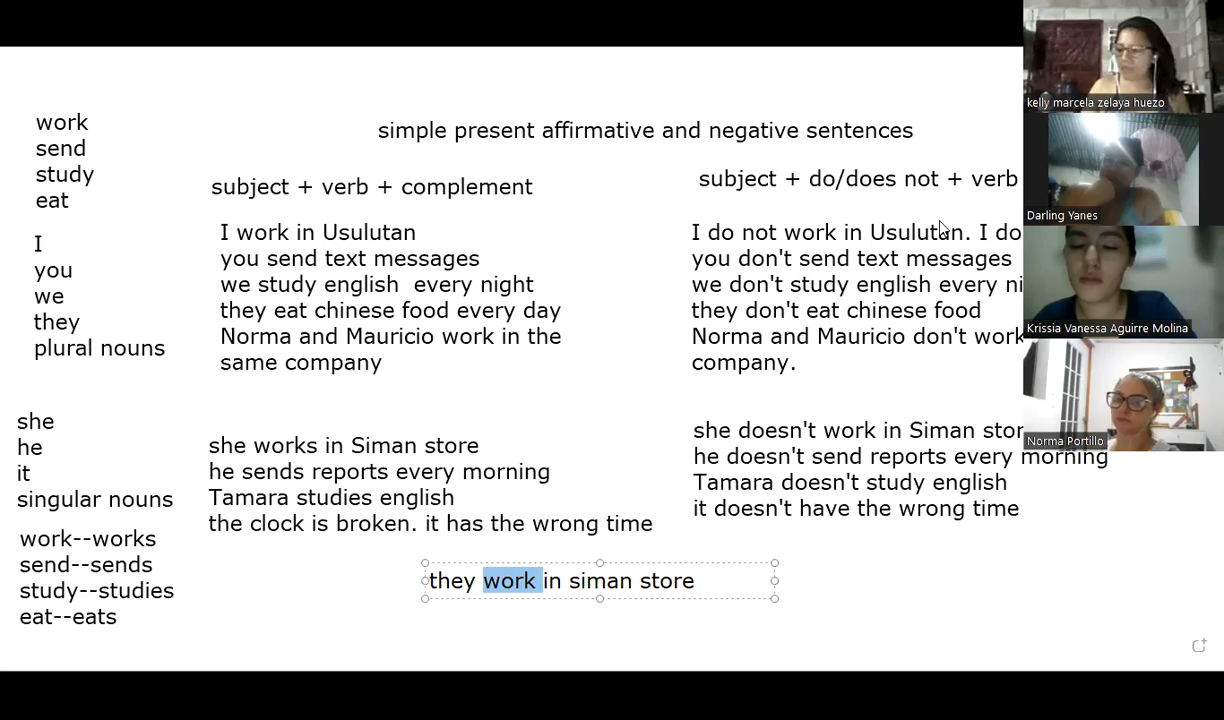 simple present affirmative and negative sentences
work
send
study
eat
I
you
we
they
plural nouns
she
he
it
singular nouns
work--works
send--sends
study--studies
eat--eats
subject + verb + complement
I work in Usulutan
you send text messages
we study english  every night
they eat chinese food every day
Norma and Mauricio work in the
same company
she works in Siman store
he sends reports every morning
Tamara studies english
the clock is broken. it has the wrong time
subject + do/does not + verb
I do not work in Usulutan. I do
you don't send text messages
we don't study english every ni
they don't eat chinese food
Norma and Mauricio don't work
company.
she doesn't work in Siman stor
he doesn't send reports every morning
Tamara doesn't study english
it doesn't have the wrong time
they work in siman store
kelly marcela zelaya huezo
Darling Yanes
Krissia Vanessa Aguirre Molina
Norma Portillo